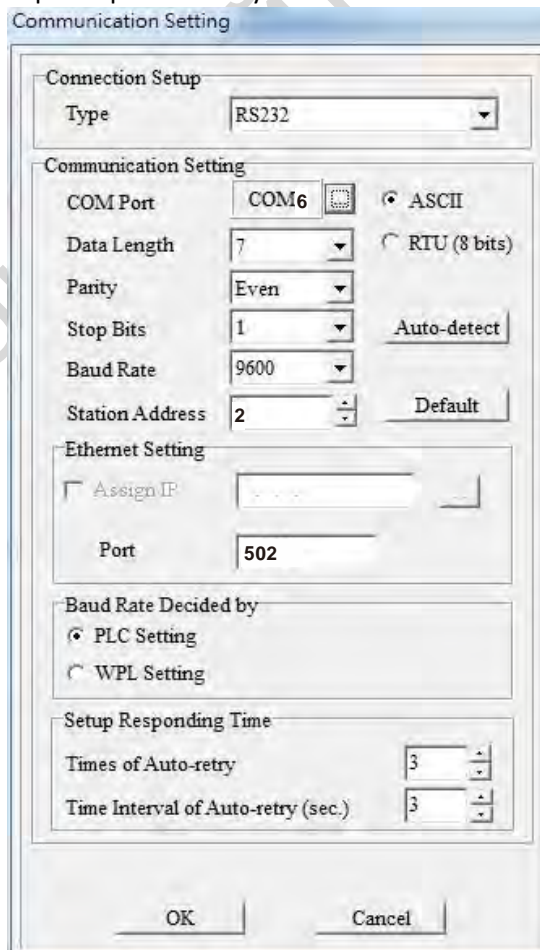 Communication Setting
Connection Setup
Type RS232
Communication Setting
COM Port COM6 ASCII
Data Length 7 RTU (8 bits)
Parity Even
Stop Bits 1 Auto-detect
Baud Rate 9600
Station Address 2 Default
Ethernet Setting
Assign IP . . .
Port 502
Baud Rate Decided by
PLC Setting
WPL Setting
Setup Responding Time
Times of Auto-retry 3
Time Interval of Auto-retry (sec.) 3
OK Cancel